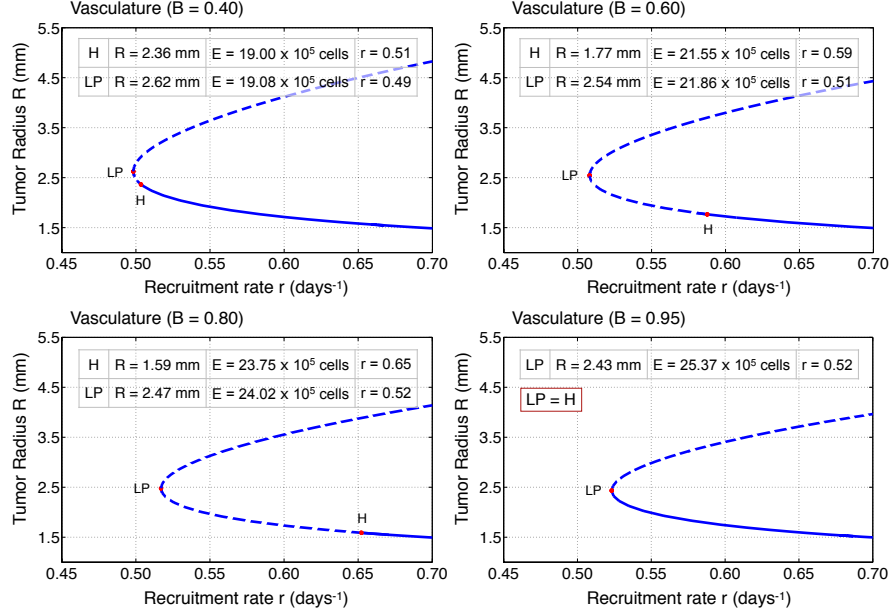 Vasculature (B = 0.40)
H R = 2.36 mm E = 19.00 x 10⁵ cells r = 0.51
LP R = 2.62 mm E = 19.08 x 10⁵ cells r = 0.49
LP
H
Tumor Radius R (mm)
5.5
4.5
3.5
2.5
1.5
0.45 0.50 0.55 0.60 0.65 0.70
Recruitment rate r (days⁻¹)
Vasculature (B = 0.60)
H R = 1.77 mm E = 21.55 x 10⁵ cells r = 0.59
LP R = 2.54 mm E = 21.86 x 10⁵ cells r = 0.51
LP
H
Tumor Radius R (mm)
5.5
4.5
3.5
2.5
1.5
0.45 0.50 0.55 0.60 0.65 0.70
Recruitment rate r (days⁻¹)
Vasculature (B = 0.80)
H R = 1.59 mm E = 23.75 x 10⁵ cells r = 0.65
LP R = 2.47 mm E = 24.02 x 10⁵ cells r = 0.52
LP
H
Tumor Radius R (mm)
5.5
4.5
3.5
2.5
1.5
0.45 0.50 0.55 0.60 0.65 0.70
Recruitment rate r (days⁻¹)
Vasculature (B = 0.95)
LP R = 2.43 mm E = 25.37 x 10⁵ cells r = 0.52
LP = H
LP
Tumor Radius R (mm)
5.5
4.5
3.5
2.5
1.5
0.45 0.50 0.55 0.60 0.65 0.70
Recruitment rate r (days⁻¹)